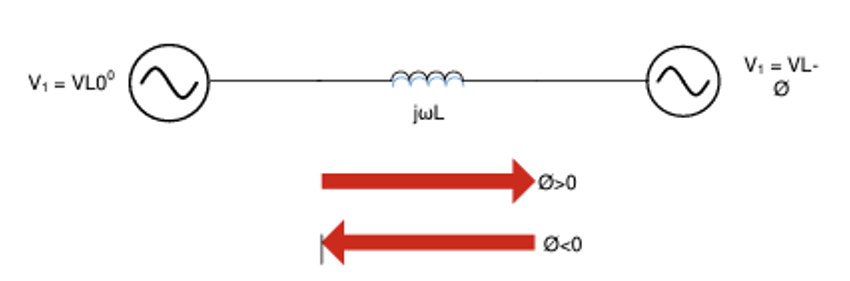 V₁ = VL0⁰
V₁ = VL-
Ø
jωL
Ø>0
Ø<0